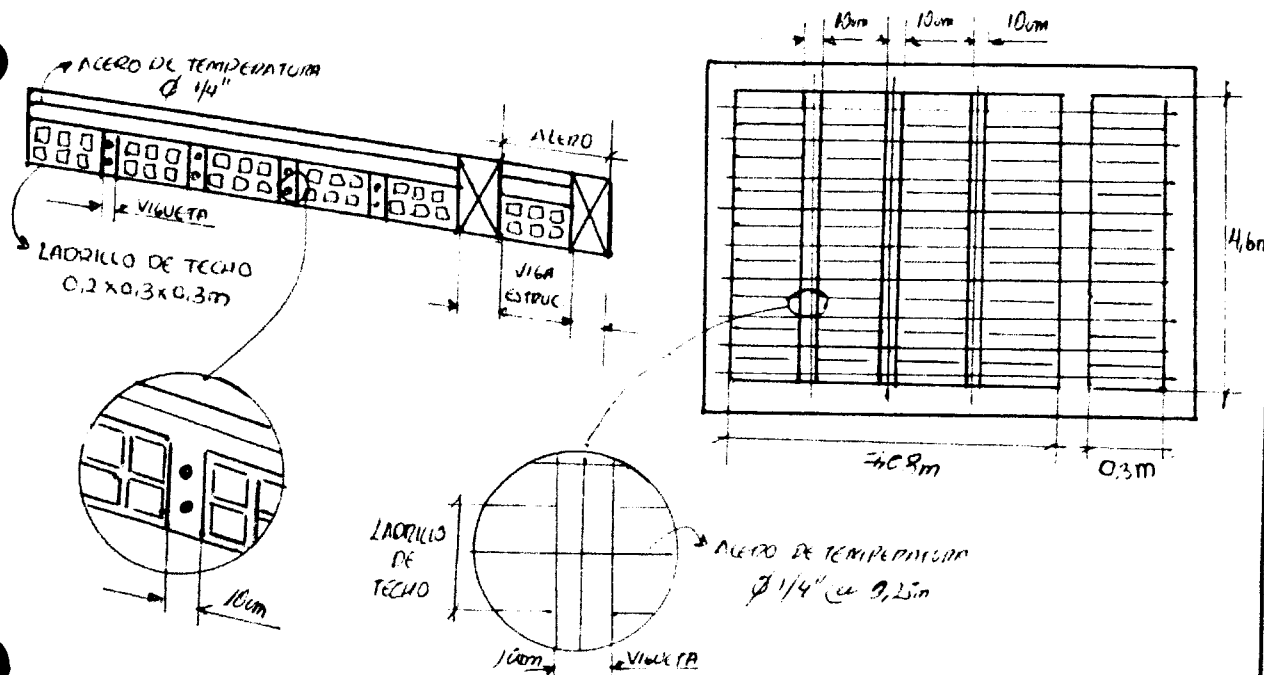 ACERO DE TEMPERATURA
Ø 1/4"
ALERO
VIGUETA
LADRILLO DE TECHO
0,2 x 0,3 x 0,3m
VIGA
ESTRUC
10cm
10cm
10cm
10cm
4,6m
0,3m
LADRILLO
DE
TECHO
ACERO DE TEMPERATURA
Ø 1/4" @ 0,25m
10cm
VIGUETA